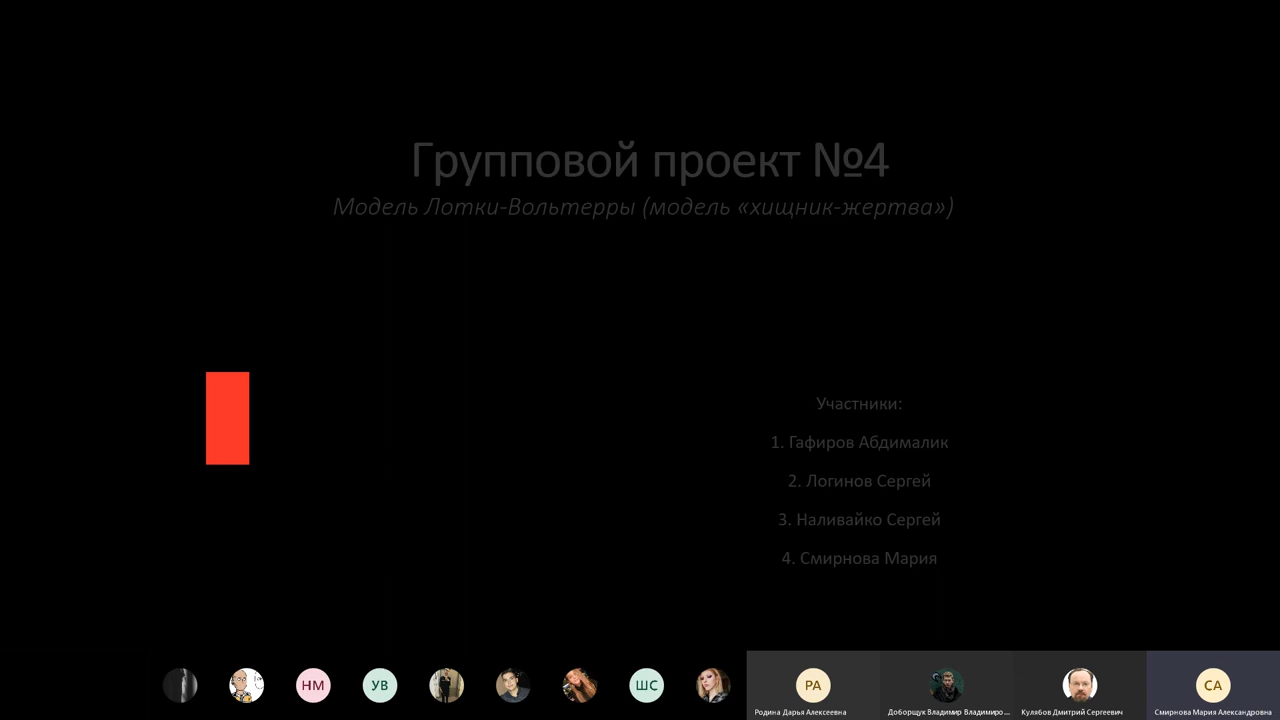 Групповой проект №4
Модель Лотки-Вольтерры (модель «хищник-жертва»)
Участники:
1. Гафиров Абдималик
2. Логинов Сергей
3. Наливайко Сергей
4. Смирнова Мария
НМ
УВ
ШС
РА
СА
Родина Дарья Алексеевна
Доборщук Владимир Владимиро...
Кулябов Дмитрий Сергеевич
Смирнова Мария Александровна